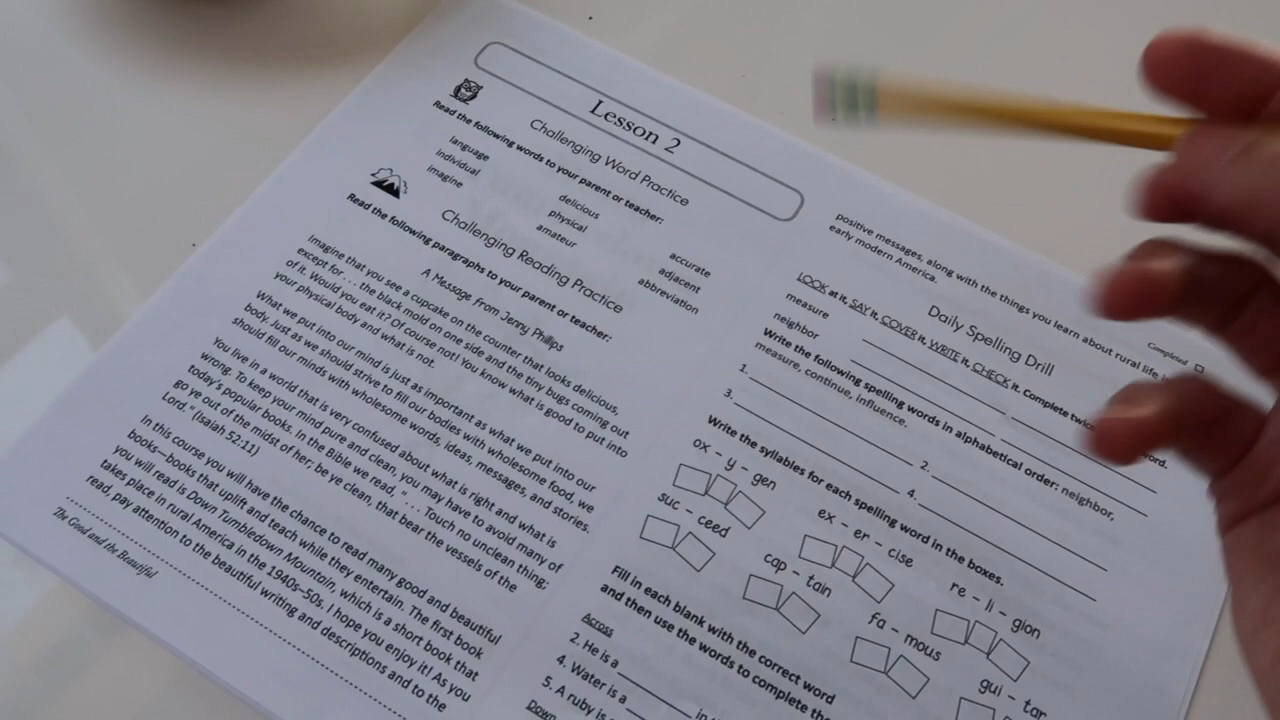 Lesson 2
Challenging Word Practice
Read the following words to your parent or teacher:
language
individual
imagine
delicious
physical
amateur
accurate
adjacent
abbreviation
Challenging Reading Practice
Read the following paragraphs to your parent or teacher:
A Message from Jenny Phillips
Imagine that you see a cupcake on the counter that looks delicious,
except for . . . the black mold on one side and the tiny bugs coming out
of it. Would you eat it? Of course not! You know what is good to put into
your physical body and what is not.
What we put into our mind is just as important as what we put into our
body. Just as we should strive to fill our bodies with wholesome food, we
should fill our minds with wholesome words, ideas, messages, and stories.
You live in a world that is very confused about what is right and what is
wrong. To keep your mind pure and clean, you may have to avoid many of
today's popular books. In the Bible we read, ". . . Touch no unclean thing;
go ye out of the midst of her; be ye clean, that bear the vessels of the
Lord." (Isaiah 52:11)
In this course you will have the chance to read many good and beautiful
books—books that uplift and teach while they entertain. The first book
you will read is Down Tumbledown Mountain, which is a short book that
takes place in rural America in the 1940s–50s. I hope you enjoy it! As you
read, pay attention to the beautiful writing and descriptions and to the
The Good and the Beautiful
positive messages, along with the things you learn about rural life
early modern America.
Completed
Daily Spelling Drill
LOOK at it, SAY it, COVER it, WRITE it, CHECK it. Complete twice
word.
measure
neighbor
Write the following spelling words in alphabetical order: neighbor,
measure, continue, influence.
1. 2.
3. 4.
Write the syllables for each spelling word in the boxes.
ox – y – gen
ex – er – cise
re – li – gion
suc – ceed
cap – tain
fa – mous
gui – tar
Fill in each blank with the correct word
and then use the words to complete the
Across
2. He is a
4. Water is a
5. A ruby is
Down